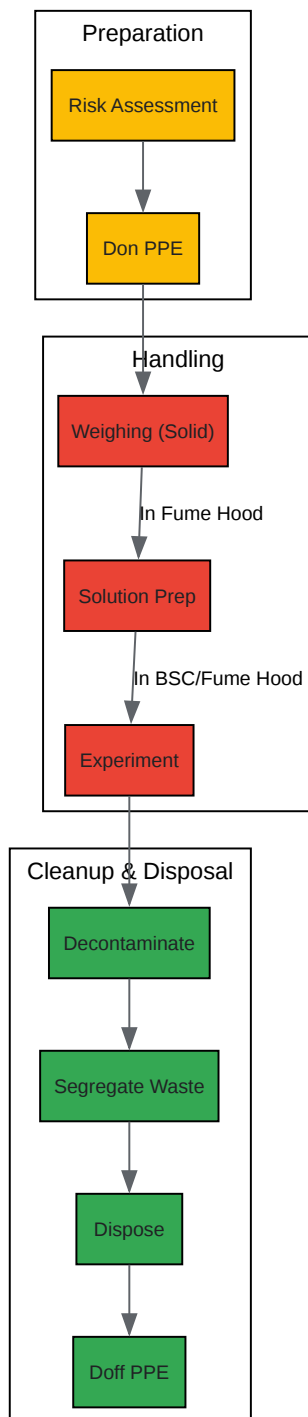 Preparation
Risk Assessment
Don PPE
Handling
Weighing (Solid)
In Fume Hood
Solution Prep
In BSC/Fume Hood
Experiment
Cleanup & Disposal
Decontaminate
Segregate Waste
Dispose
Doff PPE